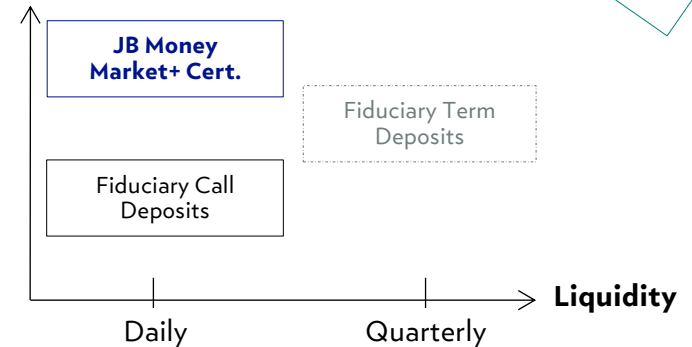 JB Money
Market+ Cert.
Fiduciary Term
Deposits
Fiduciary Call
Deposits
Liquidity
Daily
Quarterly